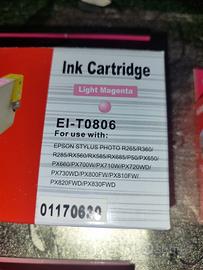 Ink Cartridge
Light Magenta
EI-T0806
For use with:
EPSON STYLUS PHOTO R265/R360/
R285/RX560/RX585/RX685/P50/PX650/
PX660/PX700W/PX710W/PX720WD/
PX730WD/PX800FW/PX810FW/
PX820FWD/PX830FWD